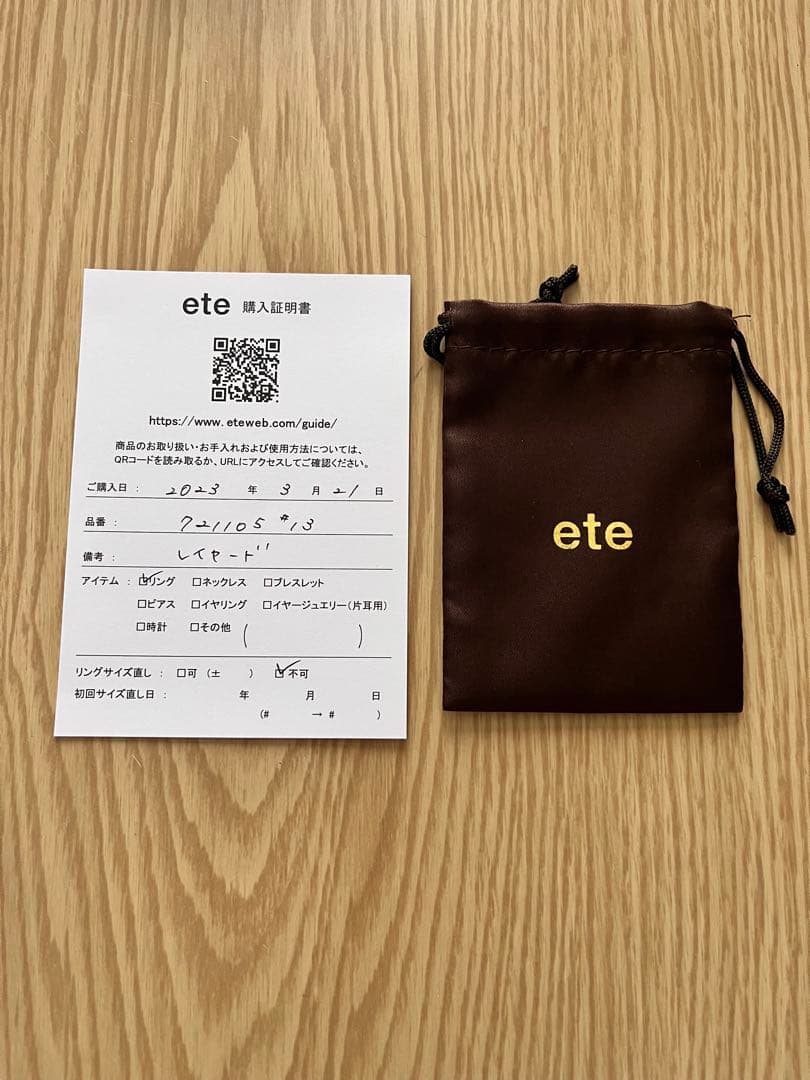 ete 購入証明書
https://www.eteweb.com/guide/
商品のお取り扱い・お手入れおよび使用方法については、
QRコードを読み取るか、URLにアクセスしてご確認ください。
ご購入日: 2023 年 3 月 21 日
品番: 721105 #13
備考: レイヤード
アイテム: ☑リング □ネックレス □ブレスレット
□ピアス □イヤリング □イヤージュエリー(片耳用)
□時計 □その他 ( )
リングサイズ直し: □可 (± ) ☑不可
初回サイズ直し日: 年 月 日
(# → # )
ete